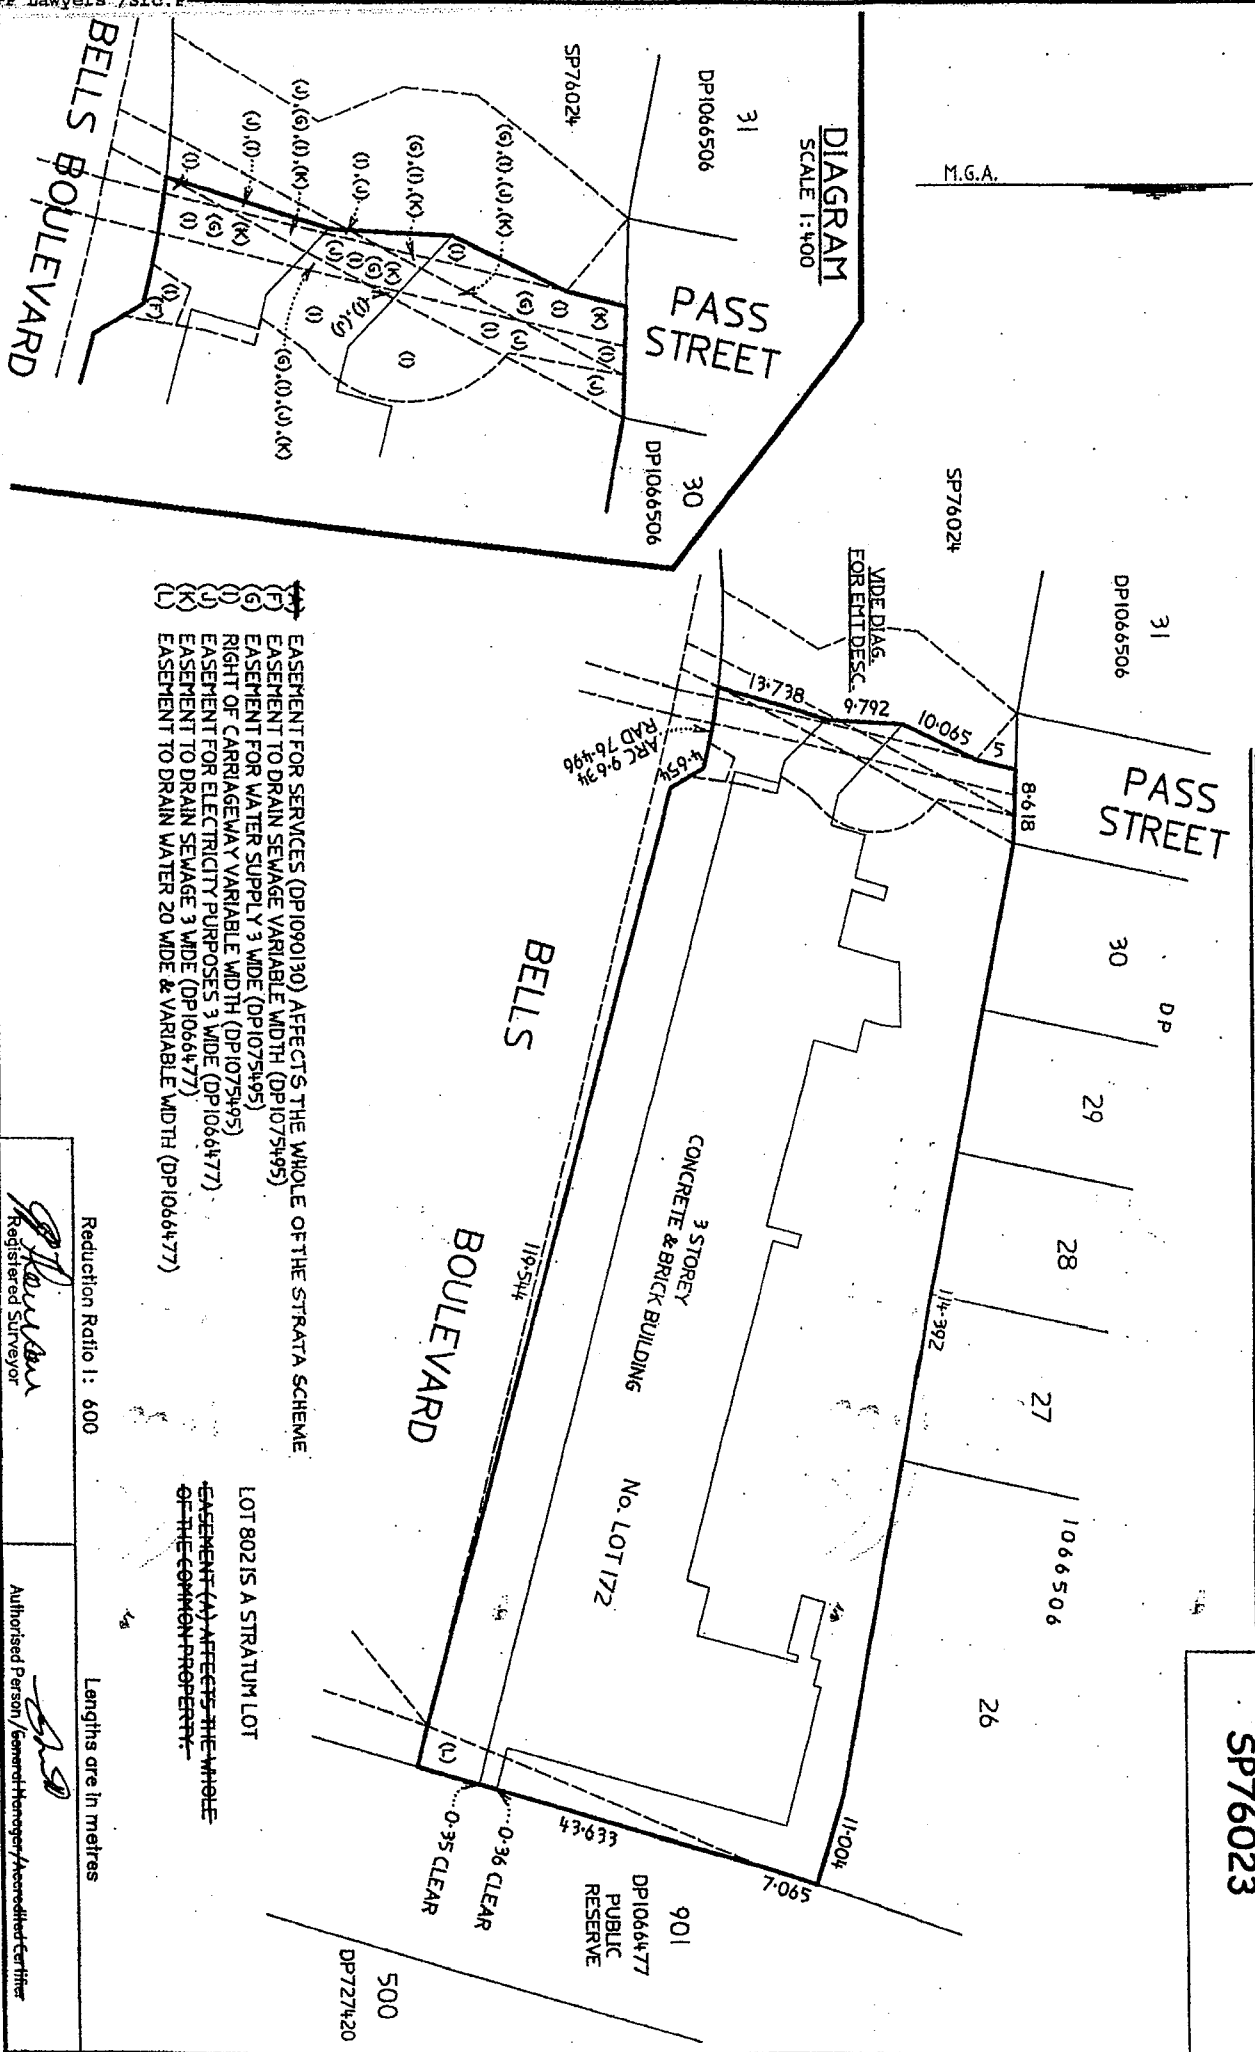 SP76023
M.G.A.
DIAGRAM
SCALE 1:400
31
DP1066506
SP76024
PASS
STREET
30
DP1066506
(J),(G),(I),(K)
(J),(I)
(I),(J)
(G),(I),(K)
(G),(I),(J),(K)
(I)
(I)
(G)
(K)
(J)
(I)
(G)
(K)
(I)
(G)
(I)
(K)
(I)
(J)
(I)
(J)
(I),(J)
(I)
(I)
(I)
(F)
(G),(I),(J),(K)
BELLS BOULEVARD
31
DP1066506
SP76024
VIDE DIAG.
FOR EMT DESC.
PASS
STREET
13·738
9·792
10·065
5
8·618
ARC 9·634
RAD 76·496
4·654
30
DP
29
28
27
1066506
26
114·392
11·004
7·065
43·633
119·544
3 STOREY
CONCRETE & BRICK BUILDING
No. LOT 172
BELLS
BOULEVARD
(L)
0·36 CLEAR
0·35 CLEAR
901
DP1066477
PUBLIC
RESERVE
500
DP727420
(A) EASEMENT FOR SERVICES (DP1090130) AFFECTS THE WHOLE OF THE STRATA SCHEME
(F) EASEMENT TO DRAIN SEWAGE VARIABLE WIDTH (DP1075495)
(G) EASEMENT FOR WATER SUPPLY 3 WIDE (DP1075495)
(I) RIGHT OF CARRIAGEWAY VARIABLE WIDTH (DP1075495)
(J) EASEMENT FOR ELECTRICITY PURPOSES 3 WIDE (DP1066477)
(K) EASEMENT TO DRAIN SEWAGE 3 WIDE (DP1066477)
(L) EASEMENT TO DRAIN WATER 20 WIDE & VARIABLE WIDTH (DP1066477)
LOT 802 IS A STRATUM LOT
EASEMENT (A) AFFECTS THE WHOLE
OF THE COMMON PROPERTY.
Reduction Ratio 1: 600
Lengths are in metres
Registered Surveyor
Authorised Person/General Manager/Accredited Certifier